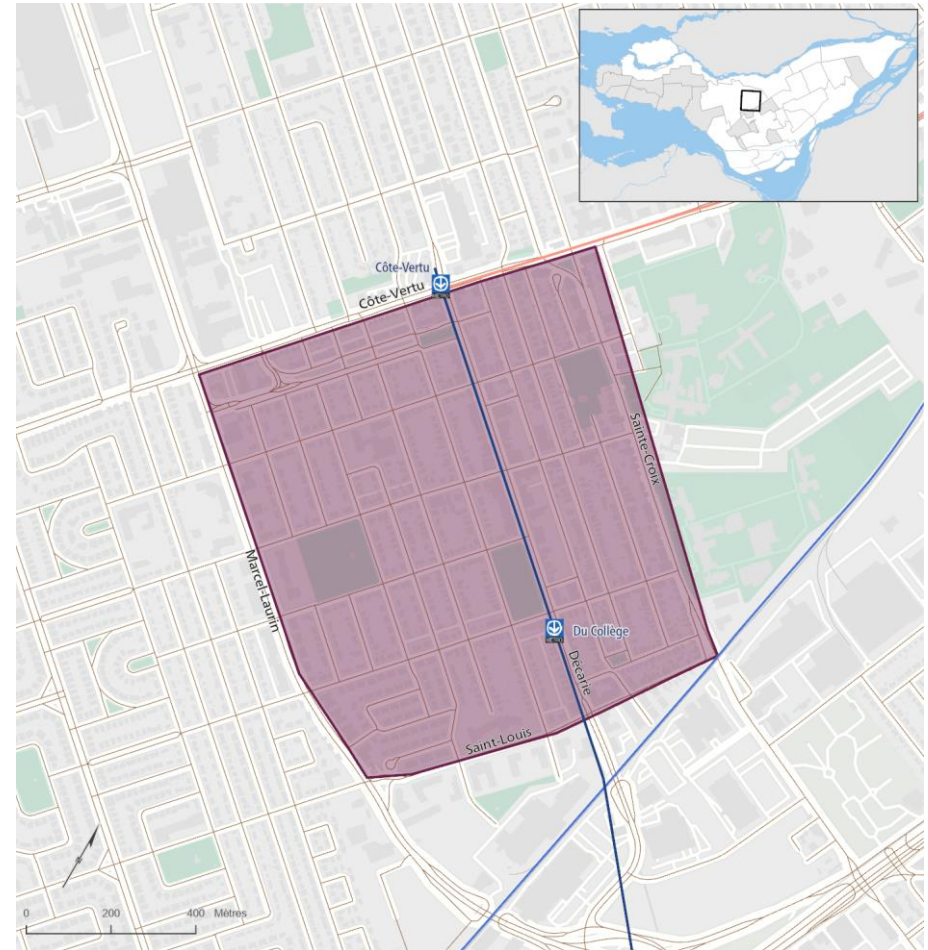 Côte-Vertu
Côte-Vertu
Sainte-Croix
Marcel-Laurin
Du Collège
Décarie
Saint-Louis
0 200 400 Mètres